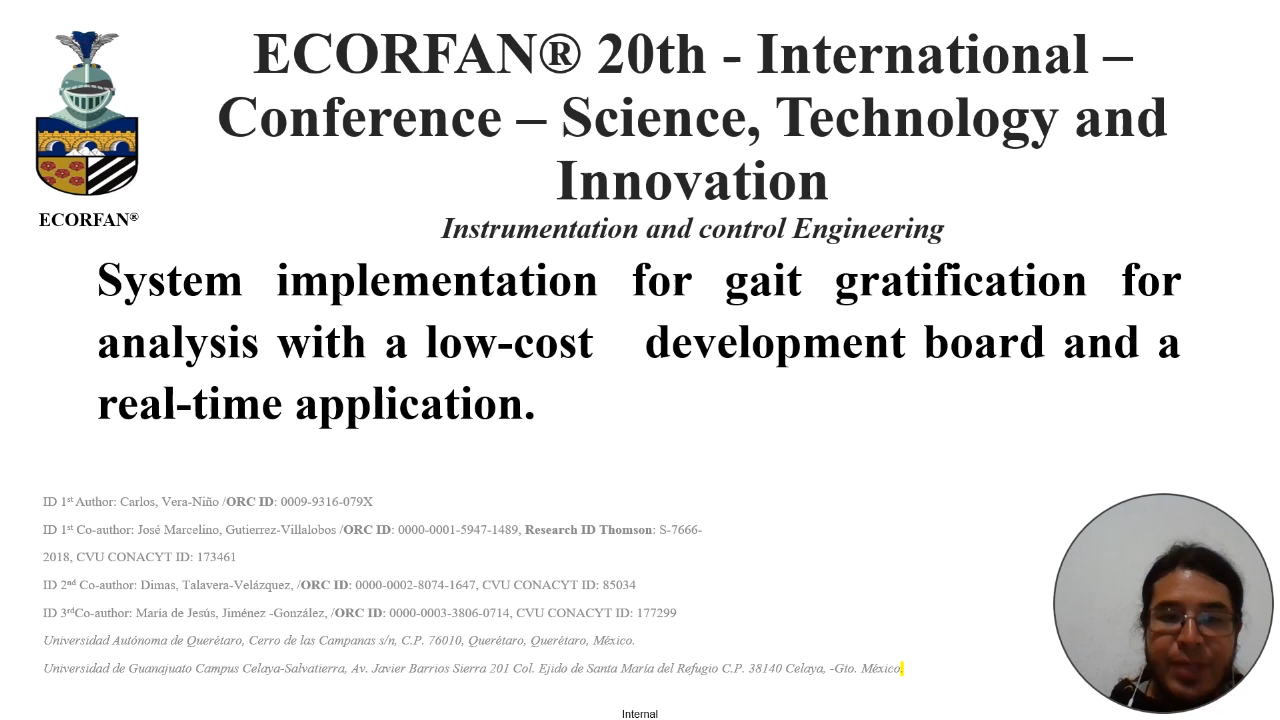 ECORFAN® 20th - International –
Conference – Science, Technology and
Innovation
ECORFAN®
Instrumentation and control Engineering
System implementation for gait gratification for
analysis with a low-cost development board and a
real-time application.
ID 1st Author: Carlos, Vera-Niño /ORC ID: 0009-9316-079X
ID 1st Co-author: José Marcelino, Gutierrez-Villalobos /ORC ID: 0000-0001-5947-1489, Research ID Thomson: S-7666-
2018, CVU CONACYT ID: 173461
ID 2nd Co-author: Dimas, Talavera-Velázquez, /ORC ID: 0000-0002-8074-1647, CVU CONACYT ID: 85034
ID 3rdCo-author: María de Jesús, Jiménez -González, /ORC ID: 0000-0003-3806-0714, CVU CONACYT ID: 177299
Universidad Autónoma de Querétaro, Cerro de las Campanas s/n, C.P. 76010, Querétaro, Querétaro, México.
Universidad de Guanajuato Campus Celaya-Salvatierra, Av. Javier Barrios Sierra 201 Col. Ejido de Santa María del Refugio C.P. 38140 Celaya, -Gto. México.
Internal